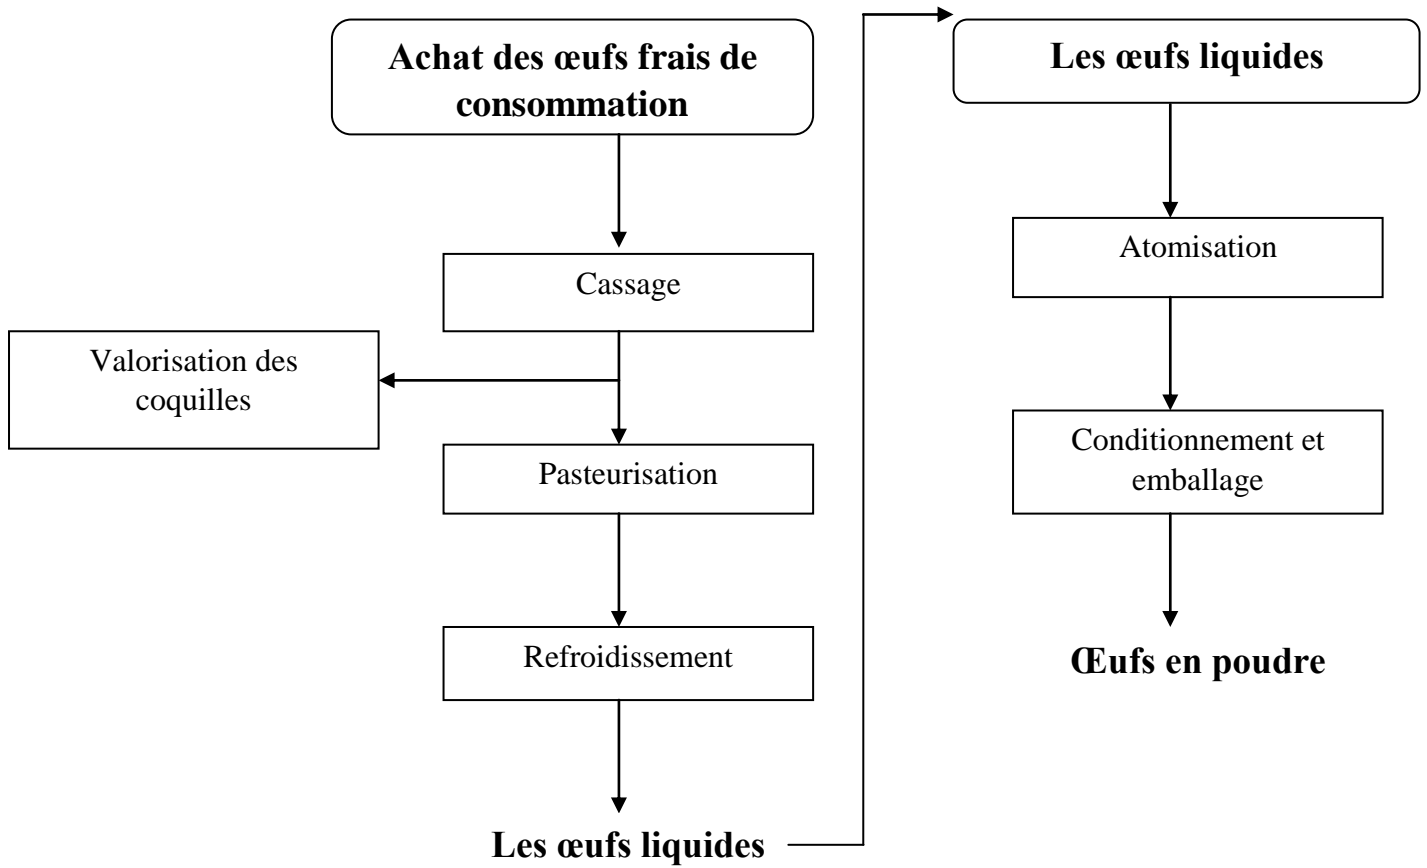 Achat des œufs frais de
consommation
Cassage
Valorisation des
coquilles
Pasteurisation
Refroidissement
Les œufs liquides
Les œufs liquides
Atomisation
Conditionnement et
emballage
Œufs en poudre